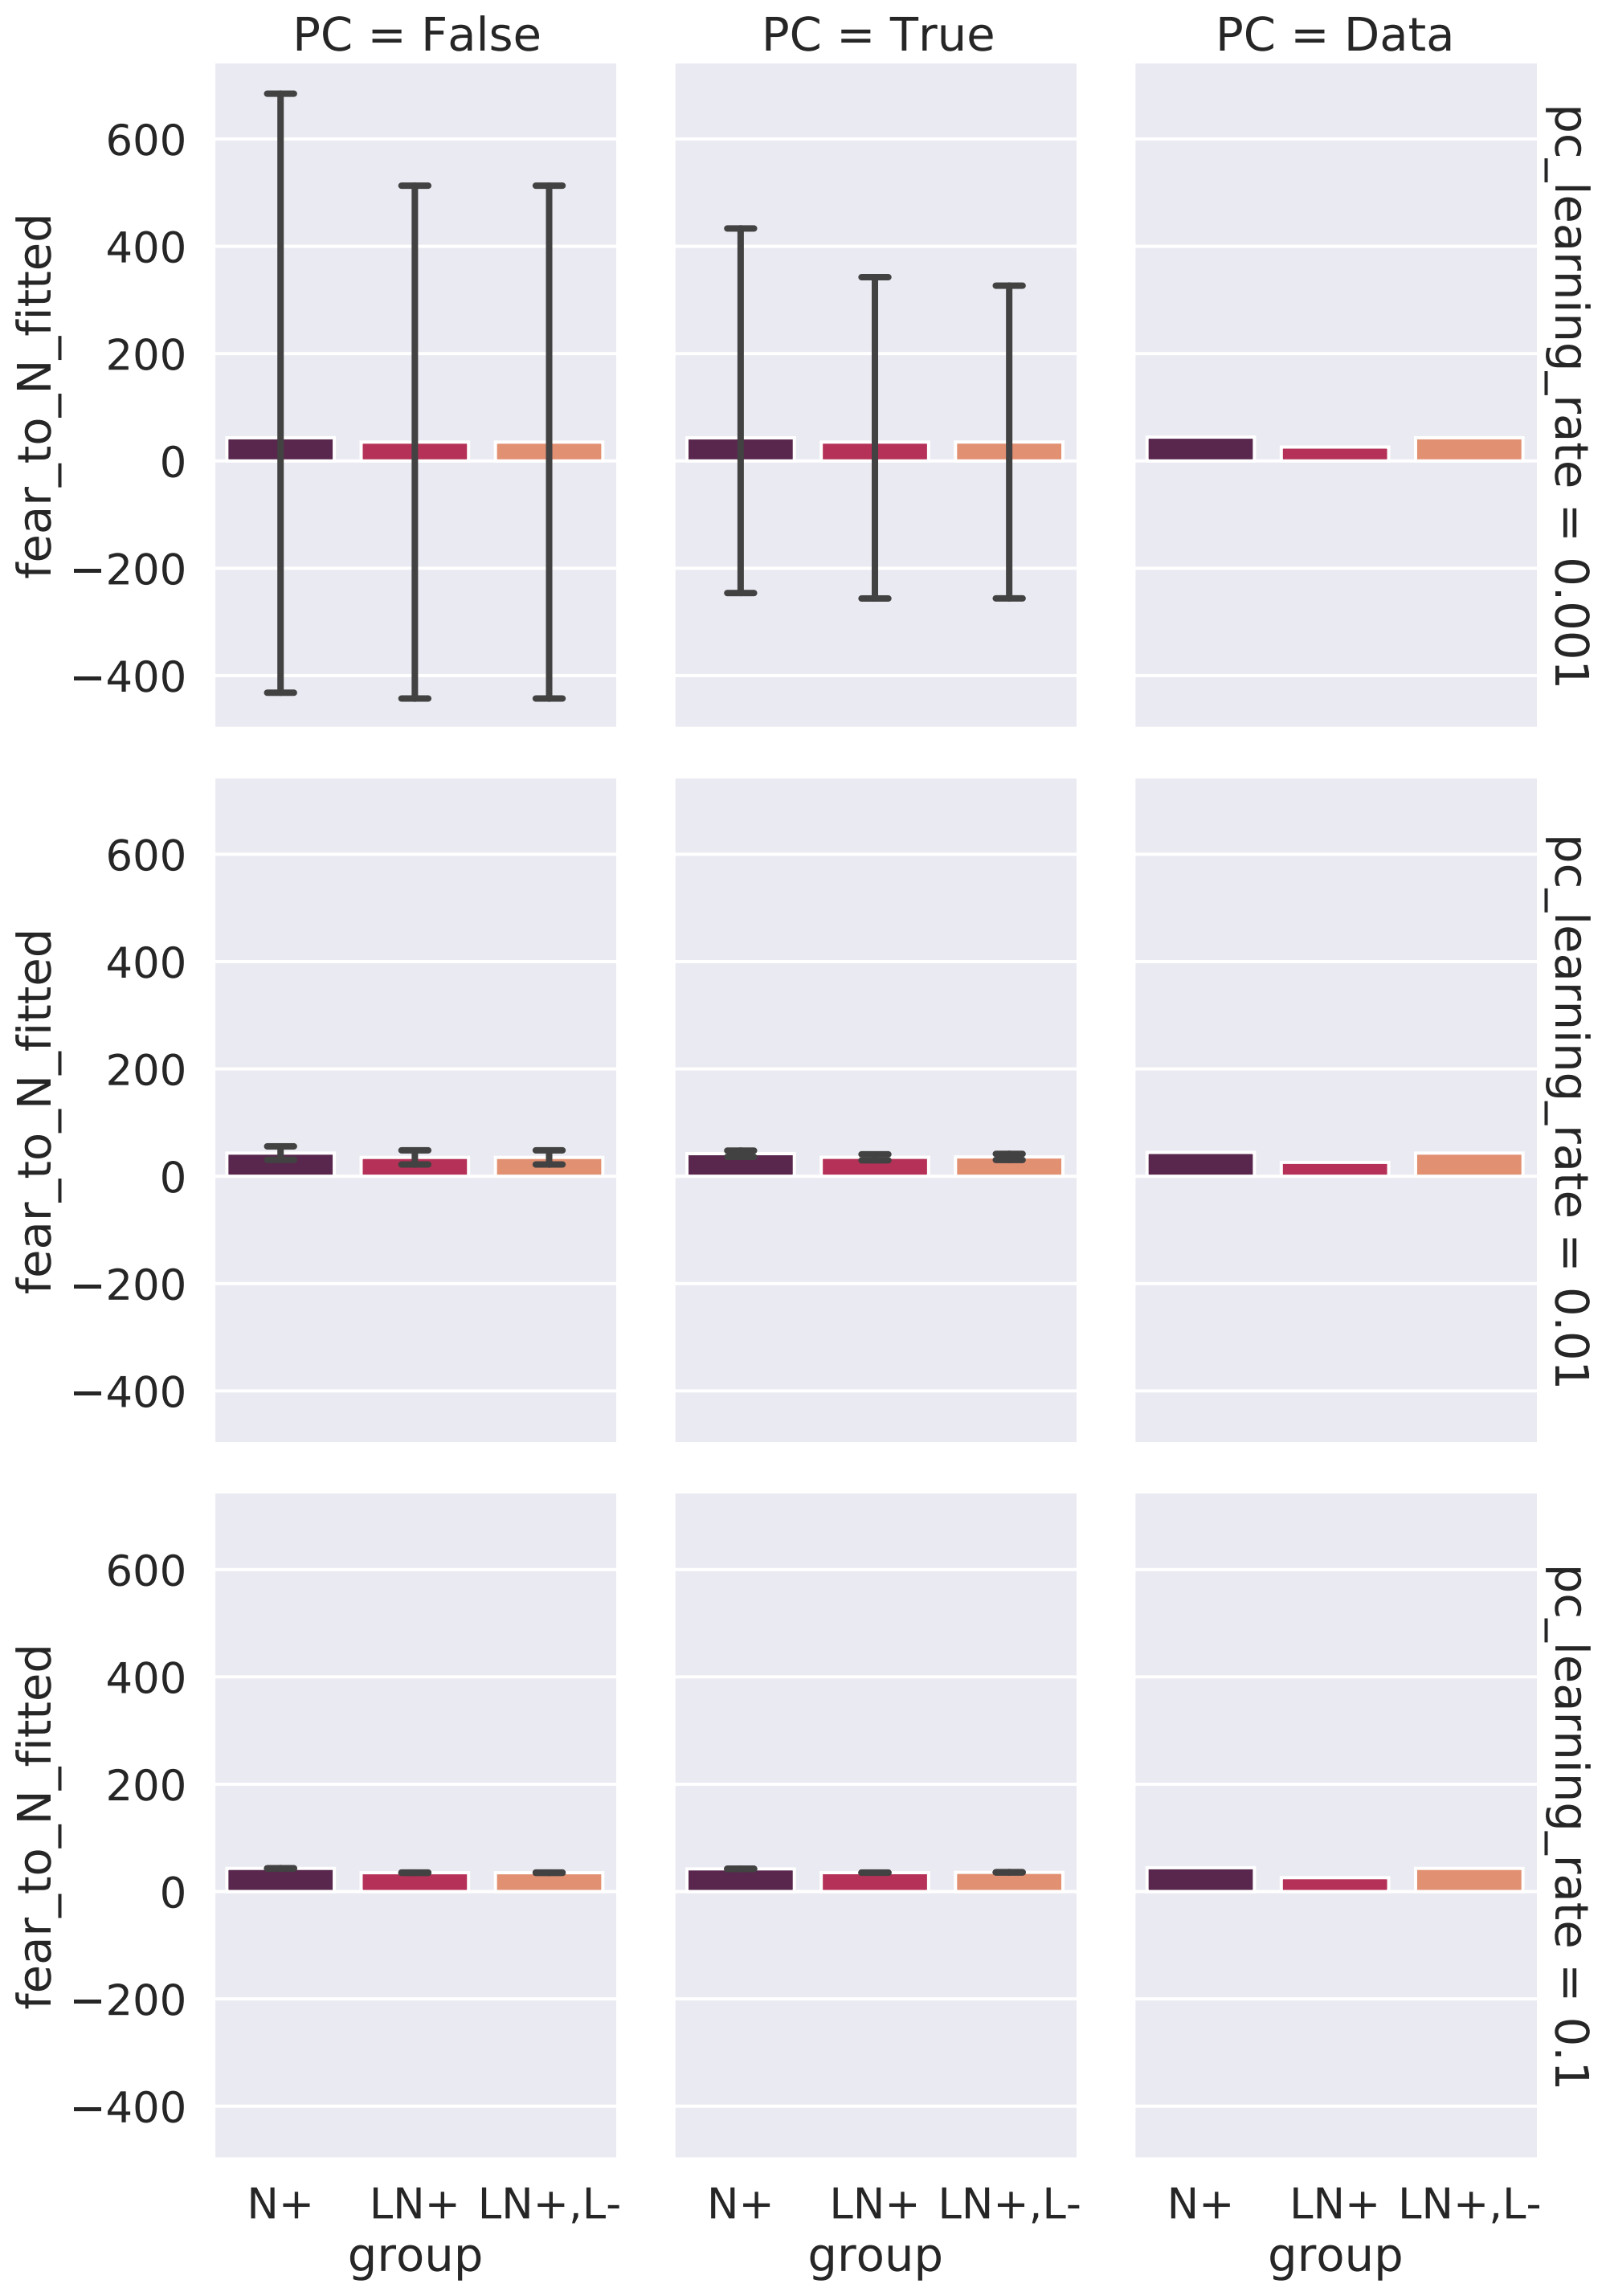 PC = False
PC = True
PC = Data
fear_to_N_fitted
600
400
200
0
−200
−400
pc_learning_rate = 0.001
fear_to_N_fitted
600
400
200
0
−200
−400
pc_learning_rate = 0.01
fear_to_N_fitted
600
400
200
0
−200
−400
pc_learning_rate = 0.1
N+ LN+ LN+,L-
group
N+ LN+ LN+,L-
group
N+ LN+ LN+,L-
group